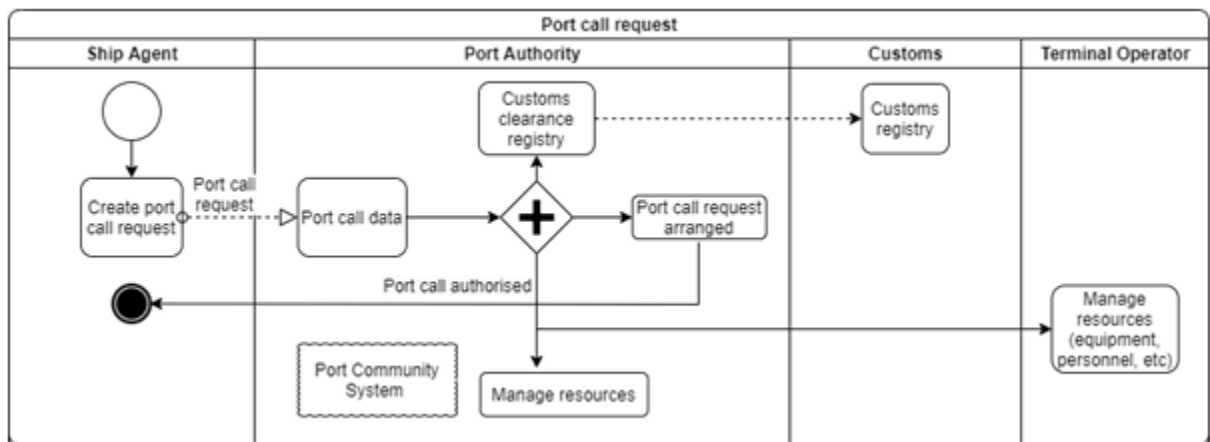 Port call request
Ship Agent
Port Authority
Customs
Terminal Operator
Customs
clearance
registry
Customs
registry
Create port
call request
Port call
request
Port call data
Port call request
arranged
Port call authorised
Manage
resources
(equipment,
personnel, etc)
Port Community
System
Manage resources